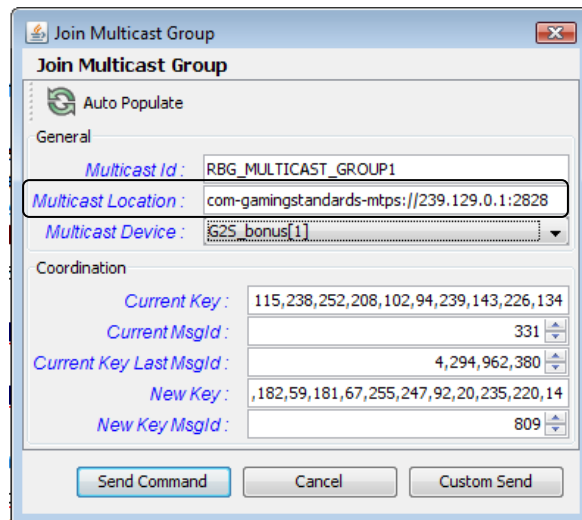 Join Multicast Group
Join Multicast Group
Auto Populate
General
Multicast Id : RBG_MULTICAST_GROUP1
Multicast Location : com-gamingstandards-mtps://239.129.0.1:2828
Multicast Device : G2S_bonus[1]
Coordination
Current Key : 115,238,252,208,102,94,239,143,226,134
Current MsgId : 331
Current Key Last MsgId : 4,294,962,380
New Key : ,182,59,181,67,255,247,92,20,235,220,14
New Key MsgId : 809
Send Command Cancel Custom Send